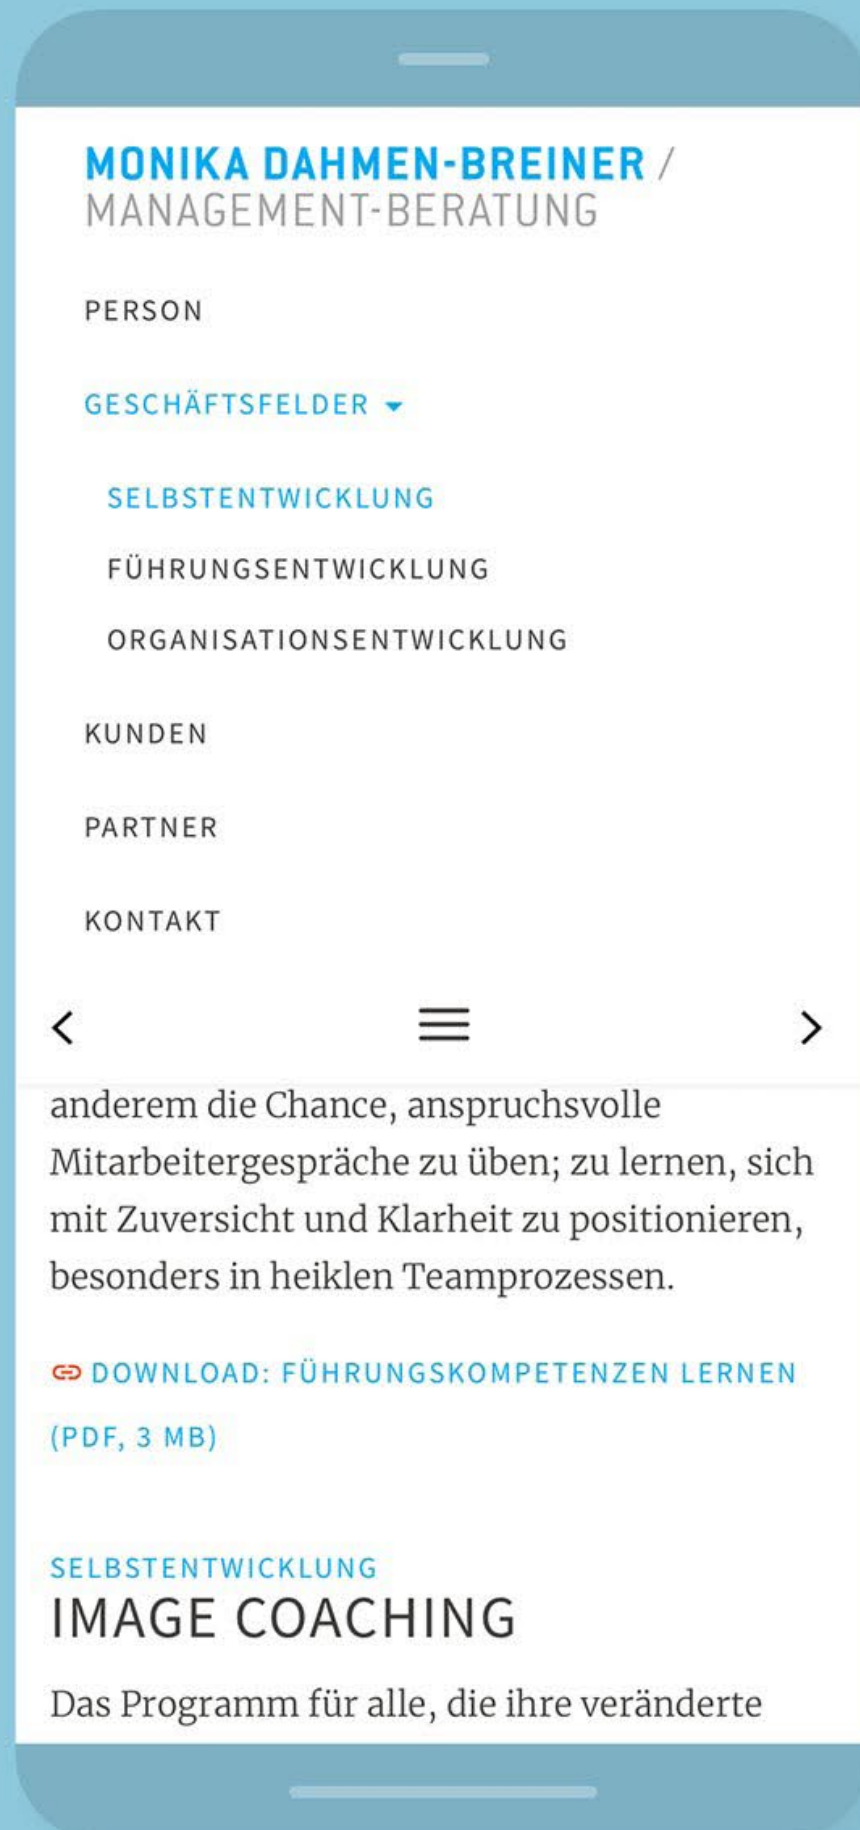 MONIKA DAHMEN-BREINER /
MANAGEMENT-BERATUNG
PERSON
GESCHÄFTSFELDER
SELBSTENTWICKLUNG
FÜHRUNGSENTWICKLUNG
ORGANISATIONSENTWICKLUNG
KUNDEN
PARTNER
KONTAKT
anderem die Chance, anspruchsvolle
Mitarbeitergespräche zu üben; zu lernen, sich
mit Zuversicht und Klarheit zu positionieren,
besonders in heiklen Teamprozessen.
DOWNLOAD: FÜHRUNGSKOMPETENZEN LERNEN
(PDF, 3 MB)
SELBSTENTWICKLUNG
IMAGE COACHING
Das Programm für alle, die ihre veränderte